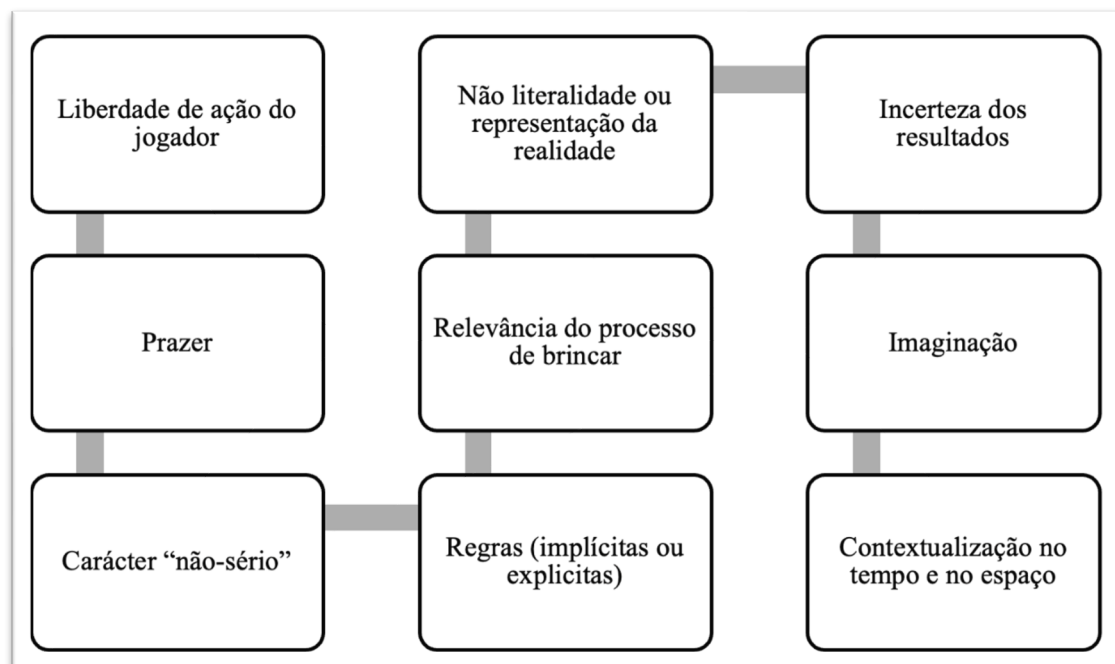 Liberdade de ação do
jogador
Prazer
Carácter “não-sério”
Regras (implícitas ou
explicitas)
Relevância do processo
de brincar
Não literalidade ou
representação da
realidade
Incerteza dos
resultados
Imaginação
Contextualização no
tempo e no espaço